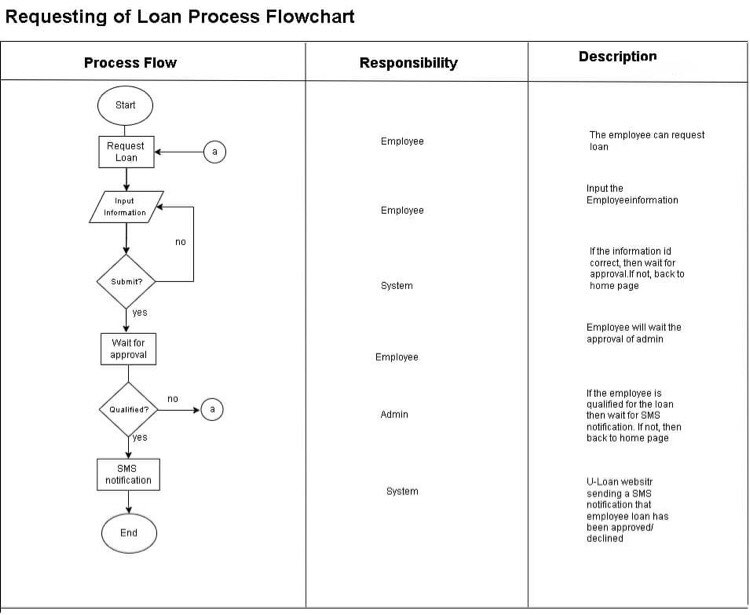 Requesting of Loan Process Flowchart
Process Flow
Responsibility
Description
Start
Request
Loan
a
Employee
The employee can request
loan
Input
Information
Employee
Input the
Employeeinformation
no
Submit?
System
If the information id
correct, then wait for
approval.If not, back to
home page
yes
Wait for
approval
Employee
Employee will wait the
approval of admin
Qualified?
no
a
Admin
If the employee is
qualified for the loan
then wait for SMS
notification. If not, then
back to home page
yes
SMS
notification
System
U-Loan websitr
sending a SMS
notification that
employee loan has
been approved/
declined
End